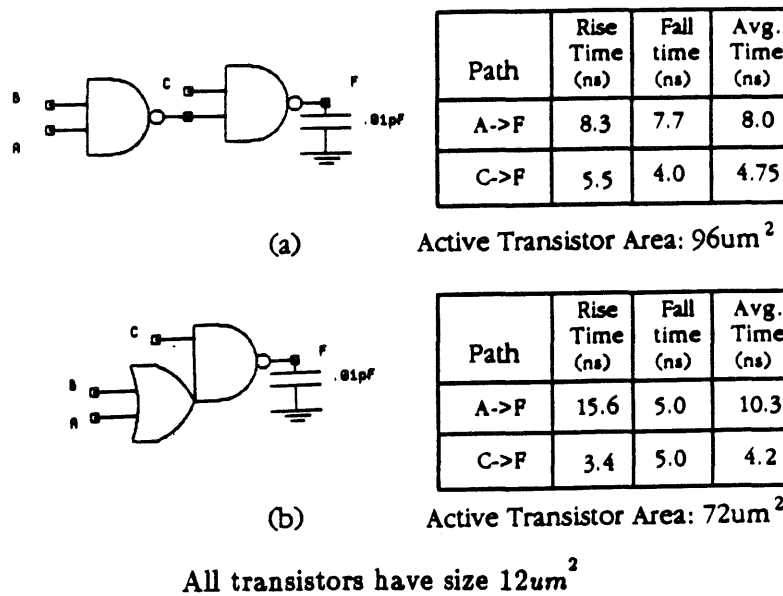 B
A
C
F
.01pF
Path
Rise Time (ns)
Fall time (ns)
Avg. Time (ns)
A->F
8.3
7.7
8.0
C->F
5.5
4.0
4.75
(a)
Active Transistor Area: 96um²
C
B
A
F
.01pF
Path
Rise Time (ns)
Fall time (ns)
Avg. Time (ns)
A->F
15.6
5.0
10.3
C->F
3.4
5.0
4.2
(b)
Active Transistor Area: 72um²
All transistors have size 12um²